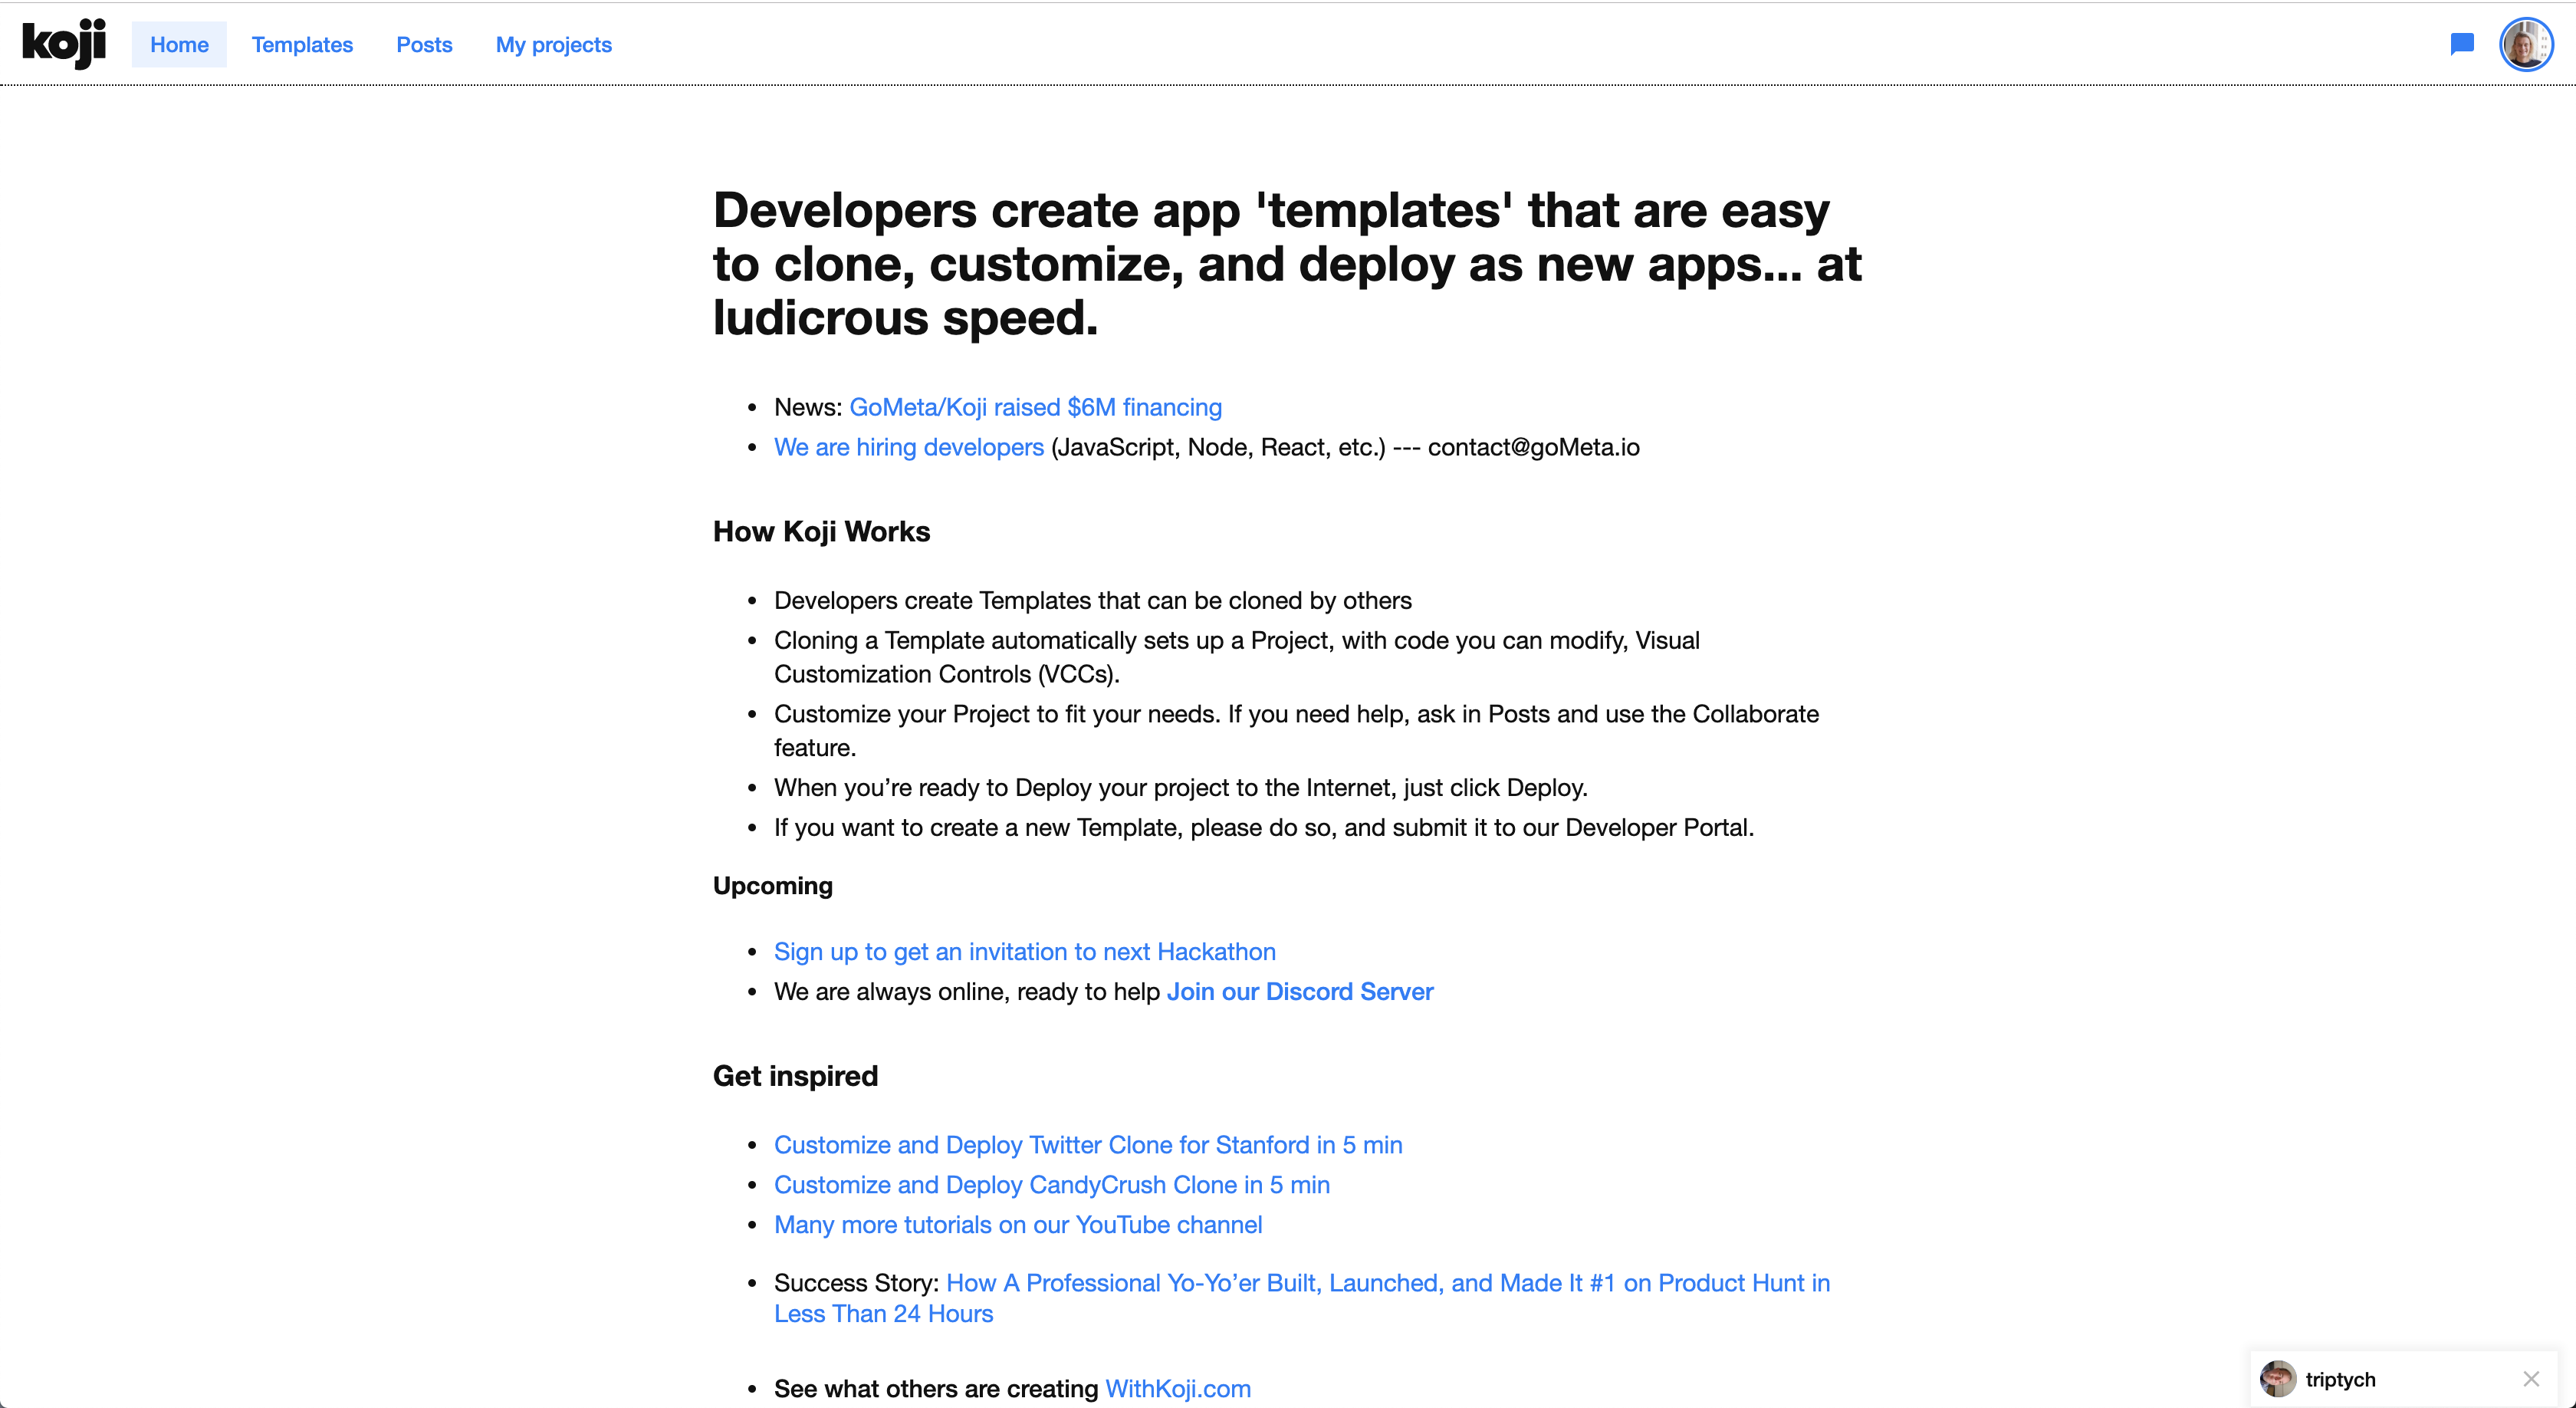 koji
Home
Templates
Posts
My projects
Developers create app 'templates' that are easy
to clone, customize, and deploy as new apps... at
ludicrous speed.
• News: GoMeta/Koji raised $6M financing
• We are hiring developers (JavaScript, Node, React, etc.) --- contact@goMeta.io
How Koji Works
• Developers create Templates that can be cloned by others
• Cloning a Template automatically sets up a Project, with code you can modify, Visual
Customization Controls (VCCs).
• Customize your Project to fit your needs. If you need help, ask in Posts and use the Collaborate
feature.
• When you’re ready to Deploy your project to the Internet, just click Deploy.
• If you want to create a new Template, please do so, and submit it to our Developer Portal.
Upcoming
• Sign up to get an invitation to next Hackathon
• We are always online, ready to help Join our Discord Server
Get inspired
• Customize and Deploy Twitter Clone for Stanford in 5 min
• Customize and Deploy CandyCrush Clone in 5 min
• Many more tutorials on our YouTube channel
• Success Story: How A Professional Yo-Yo’er Built, Launched, and Made It #1 on Product Hunt in
Less Than 24 Hours
• See what others are creating WithKoji.com
triptych